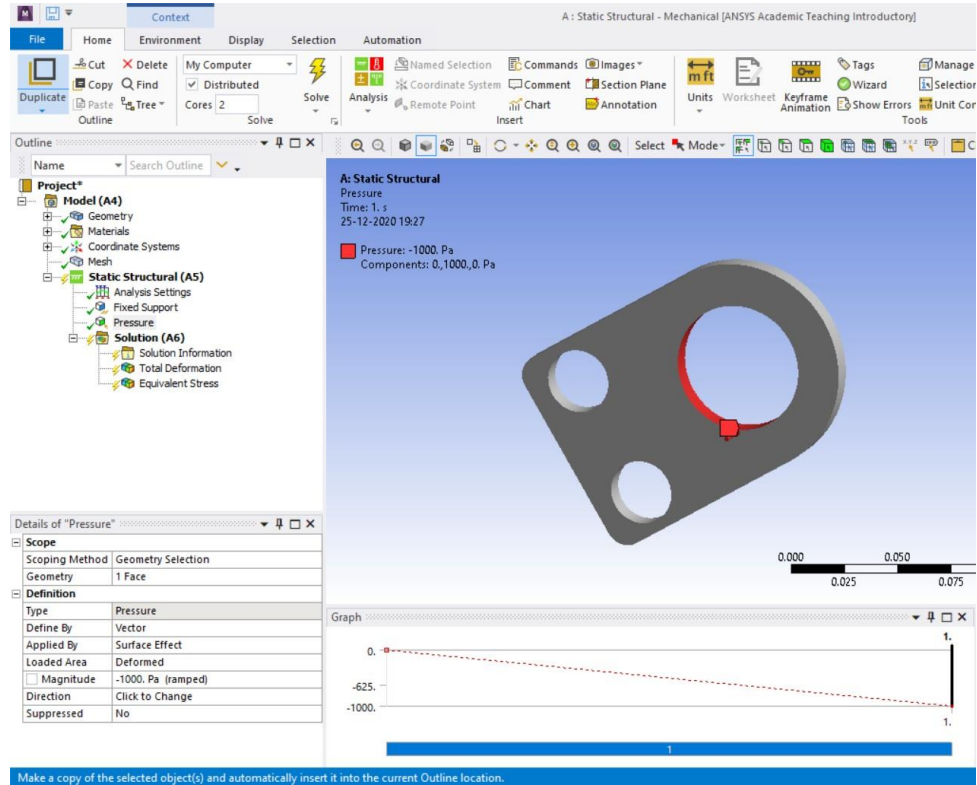 M
Context
A : Static Structural - Mechanical [ANSYS Academic Teaching Introductory]
File Home Environment Display Selection Automation
Duplicate
Cut
Copy
Paste
Delete
Find
Tree
Outline
My Computer
Distributed
Cores 2
Solve
Solve
Analysis
Named Selection
Coordinate System
Remote Point
Commands
Comment
Chart
Images
Section Plane
Annotation
Insert
mft
Units
Worksheet
Keyframe
Animation
Tags
Wizard
Show Errors
Manage
Selection
Unit Con
Tools
Outline
Name Search Outline
Select Mode
Project*
Model (A4)
Geometry
Materials
Coordinate Systems
Mesh
Static Structural (A5)
Analysis Settings
Fixed Support
Pressure
Solution (A6)
Solution Information
Total Deformation
Equivalent Stress
A: Static Structural
Pressure
Time: 1. s
25-12-2020 19:27
Pressure: -1000. Pa
Components: 0.,1000.,0. Pa
0.000 0.050
0.025 0.075
Details of "Pressure"
Scope
Scoping Method Geometry Selection
Geometry 1 Face
Definition
Type Pressure
Define By Vector
Applied By Surface Effect
Loaded Area Deformed
Magnitude -1000. Pa (ramped)
Direction Click to Change
Suppressed No
Graph
1.
0.
-625.
-1000.
1.
1
Make a copy of the selected object(s) and automatically insert it into the current Outline location.